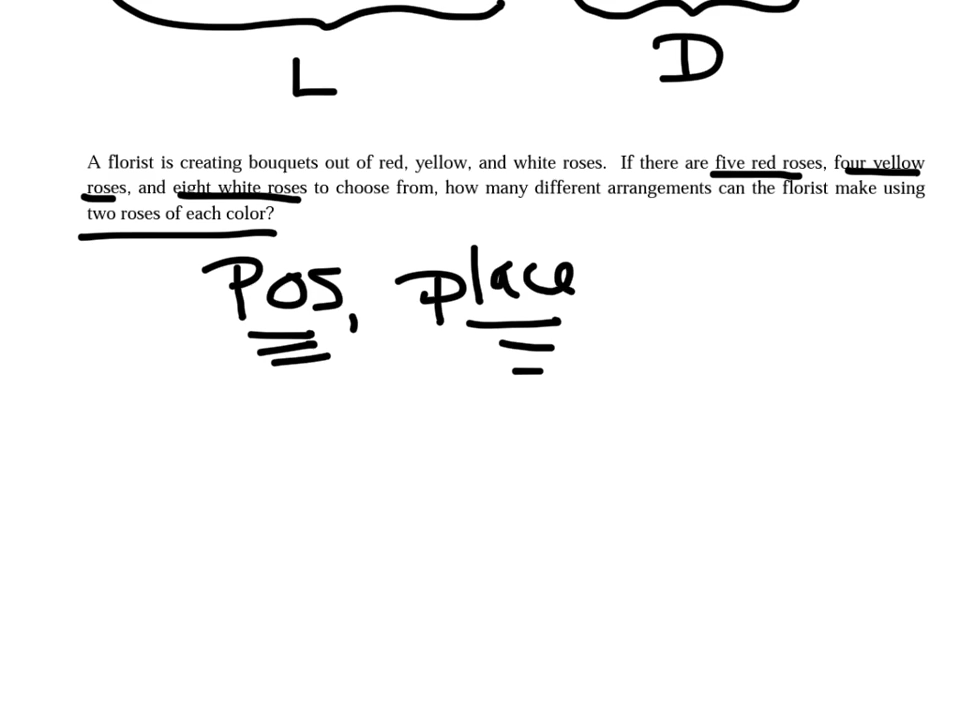 L D
A florist is creating bouquets out of red, yellow, and white roses. If there are five red roses, four yellow
roses, and eight white roses to choose from, how many different arrangements can the florist make using
two roses of each color?
Pos, place